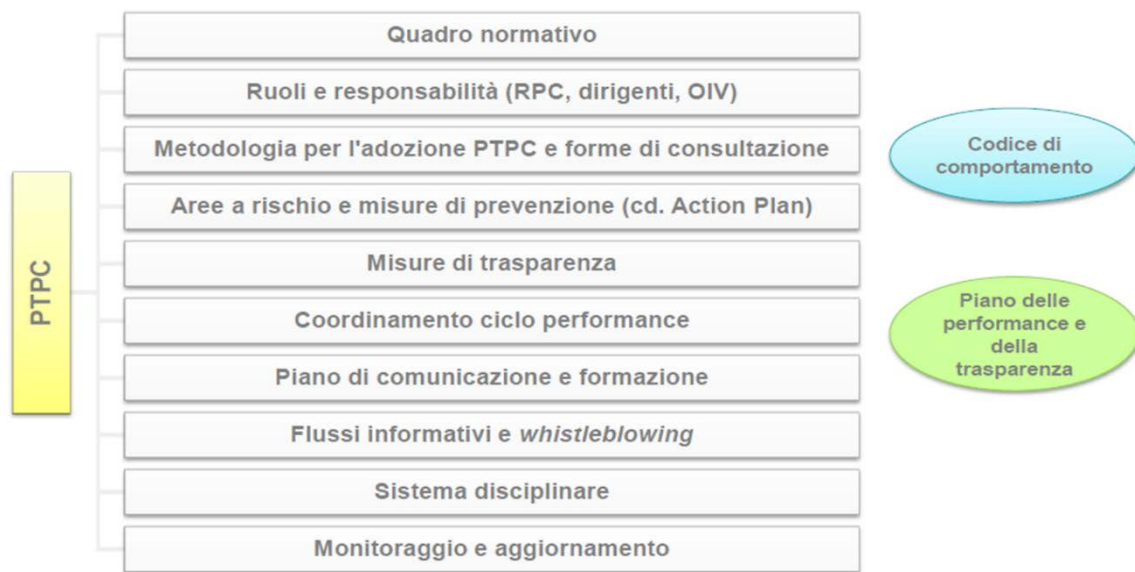 PTPC
Quadro normativo
Ruoli e responsabilità (RPC, dirigenti, OIV)
Metodologia per l'adozione PTPC e forme di consultazione
Aree a rischio e misure di prevenzione (cd. Action Plan)
Misure di trasparenza
Coordinamento ciclo performance
Piano di comunicazione e formazione
Flussi informativi e whistleblowing
Sistema disciplinare
Monitoraggio e aggiornamento
Codice di
comportamento
Piano delle
performance e
della
trasparenza